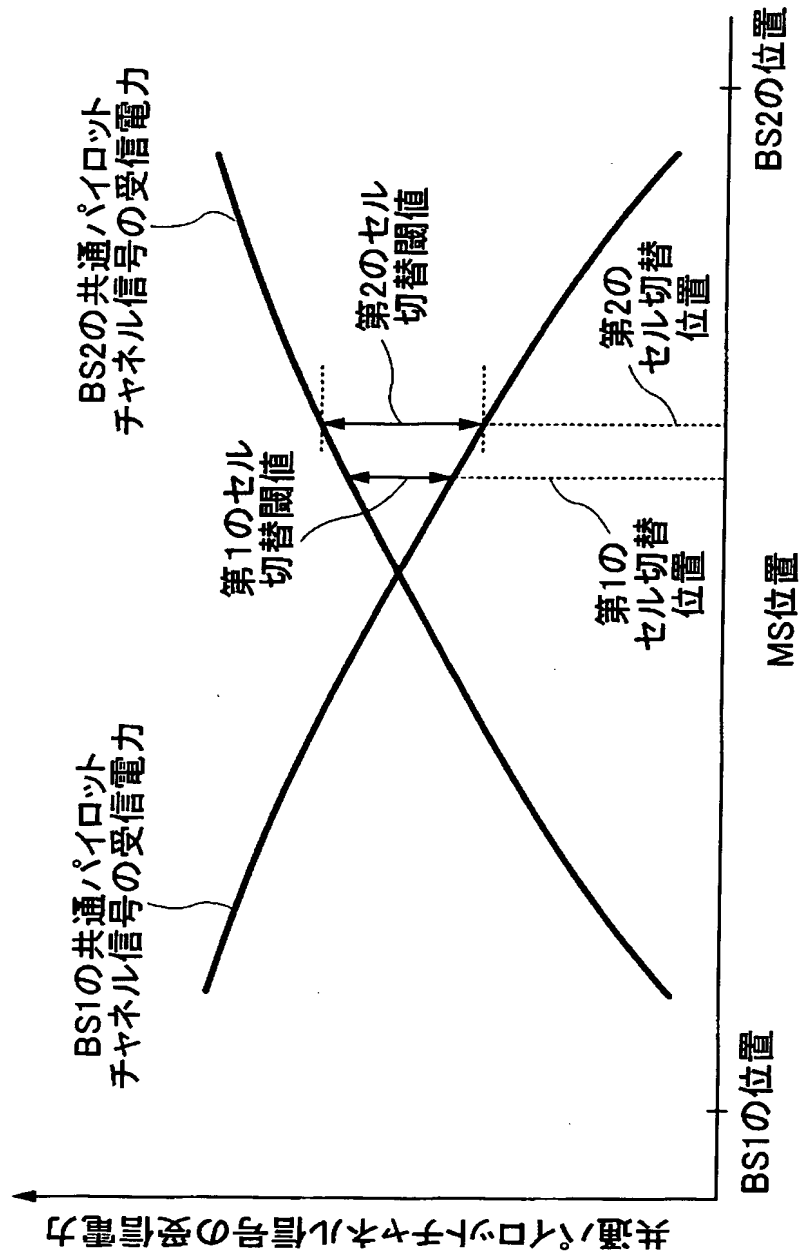 共通パイロットチャネル信号の受信電力
BS1の共通パイロット
チャネル信号の受信電力
BS2の共通パイロット
チャネル信号の受信電力
第1のセル
切替閾値
第2のセル
切替閾値
第1の
セル切替
位置
第2の
セル切替
位置
BS1の位置
MS位置
BS2の位置